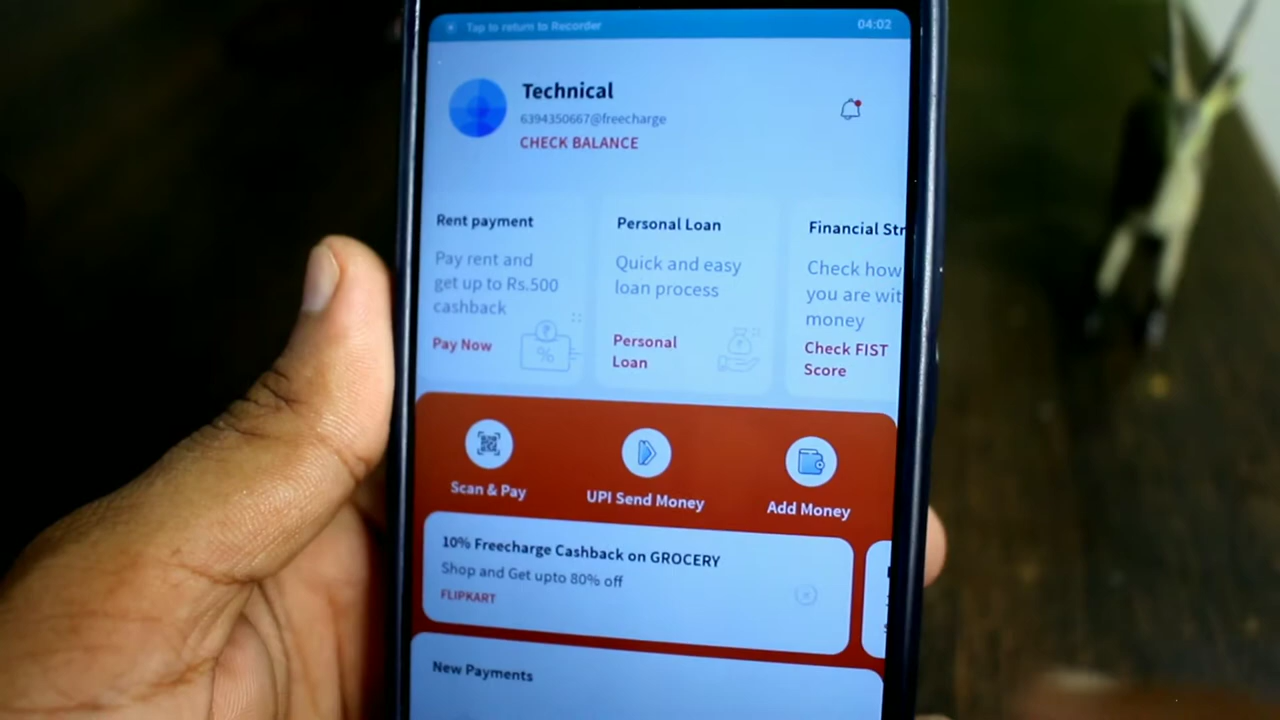 Tap to return to Recorder
04:02
Technical
6394350667@freecharge
CHECK BALANCE
Rent payment
Pay rent and
get up to Rs.500
cashback
Pay Now
Personal Loan
Quick and easy
loan process
Personal
Loan
Financial Str
Check how
you are wit
money
Check FIST
Score
Scan & Pay
UPI Send Money
Add Money
10% Freecharge Cashback on GROCERY
Shop and Get upto 80% off
FLIPKART
New Payments